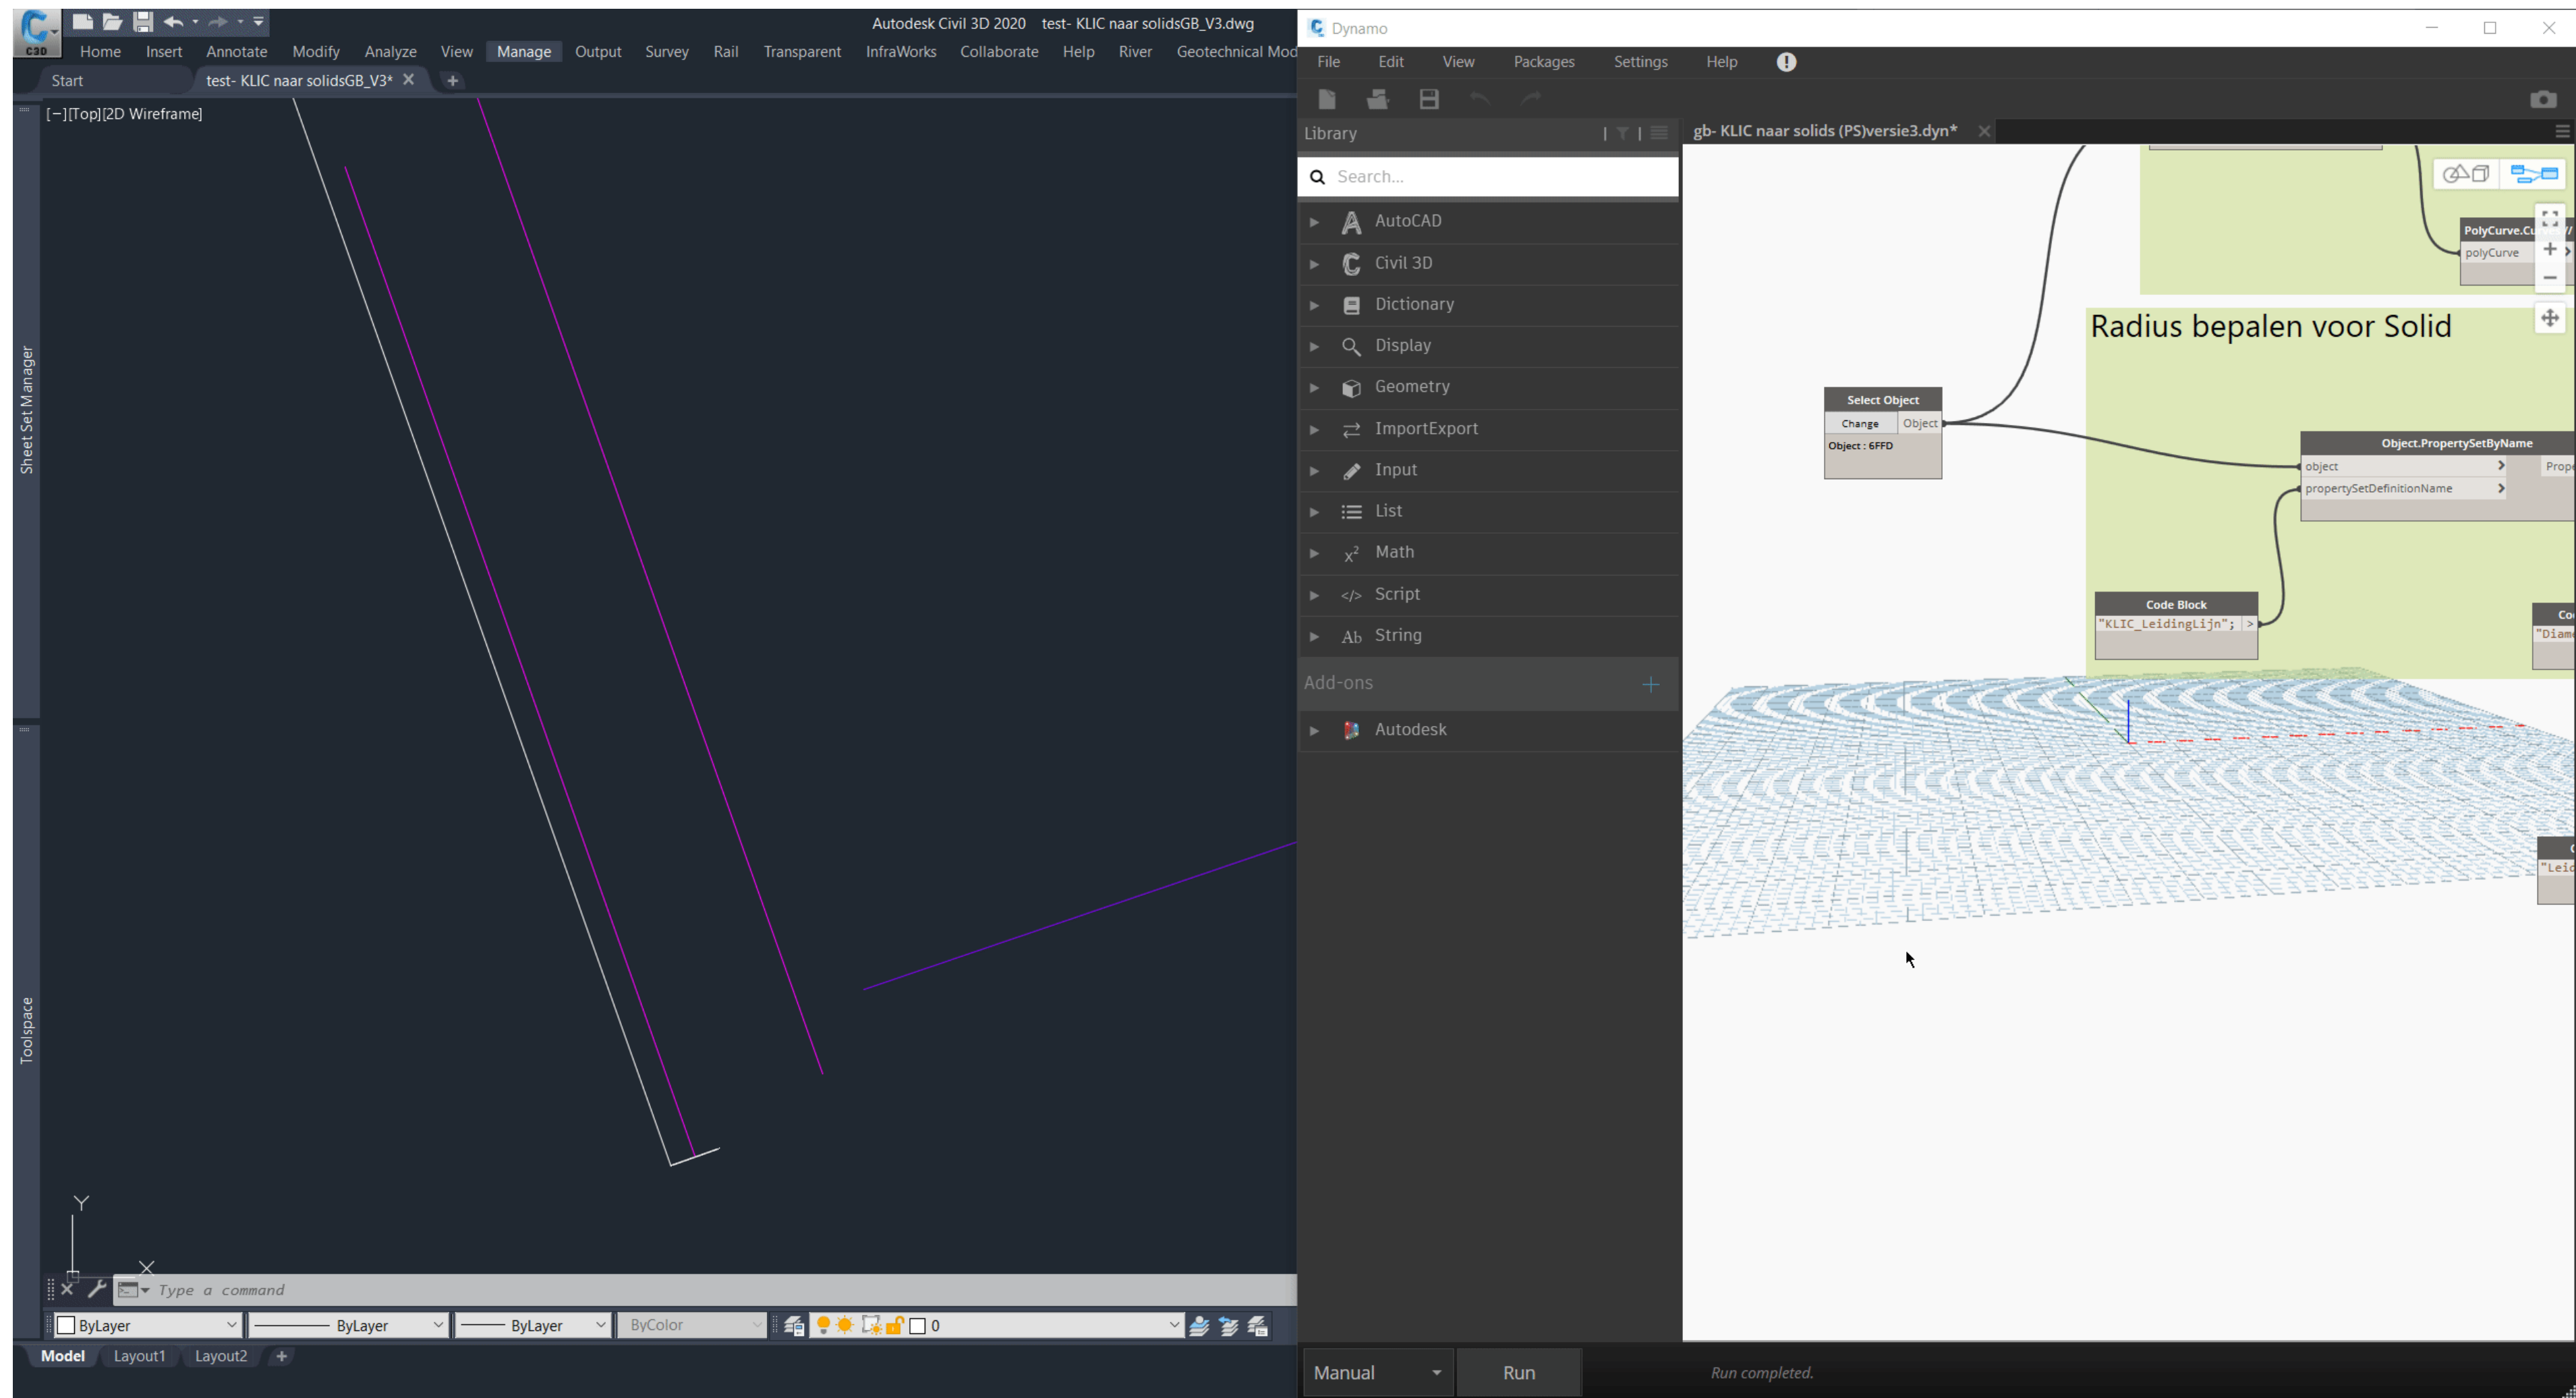 C3D
Autodesk Civil 3D 2020 test- KLIC naar solidsGB_V3.dwg
Home Insert Annotate Modify Analyze View Manage Output Survey Rail Transparent InfraWorks Collaborate Help River Geotechnical Mod
Start
test- KLIC naar solidsGB_V3*
[−][Top][2D Wireframe]
Sheet Set Manager
Toolspace
Y
X
Type a command
ByLayer
ByLayer
ByLayer
ByColor
0
Model Layout1 Layout2 +
Dynamo
File Edit View Packages Settings Help
Library
Search...
AutoCAD
Civil 3D
Dictionary
Display
Geometry
ImportExport
Input
List
Math
Script
String
Add-ons
Autodesk
gb- KLIC naar solids (PS)versie3.dyn*
PolyCurve.Cu
polyCurve
Radius bepalen voor Solid
Select Object
Change Object
Object : 6FFD
Object.PropertySetByName
object > Prope
propertySetDefinitionName >
Code Block
"KLIC_LeidingLijn"; >
Co
"Diam
"Leid
Manual Run Run completed.